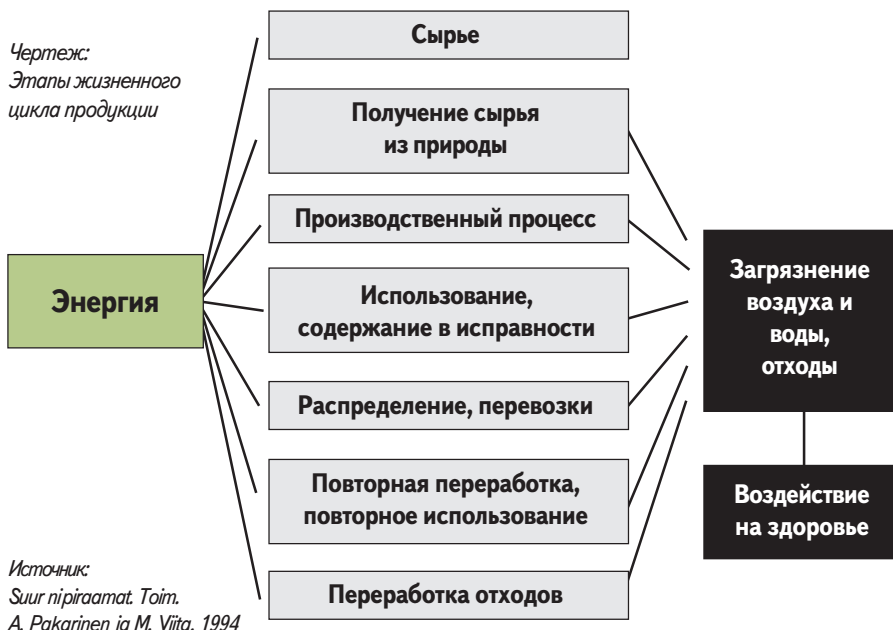 Чертеж:
Этапы жизненного
цикла продукции
Энергия
Сырье
Получение сырья
из природы
Производственный процесс
Использование,
содержание в исправности
Распределение, перевозки
Повторная переработка,
повторное использование
Переработка отходов
Загрязнение
воздуха и
воды,
отходы
Воздействие
на здоровье
Источник:
Suur nipiraamat. Toim.
A. Pakarinen ja M. Viita, 1994